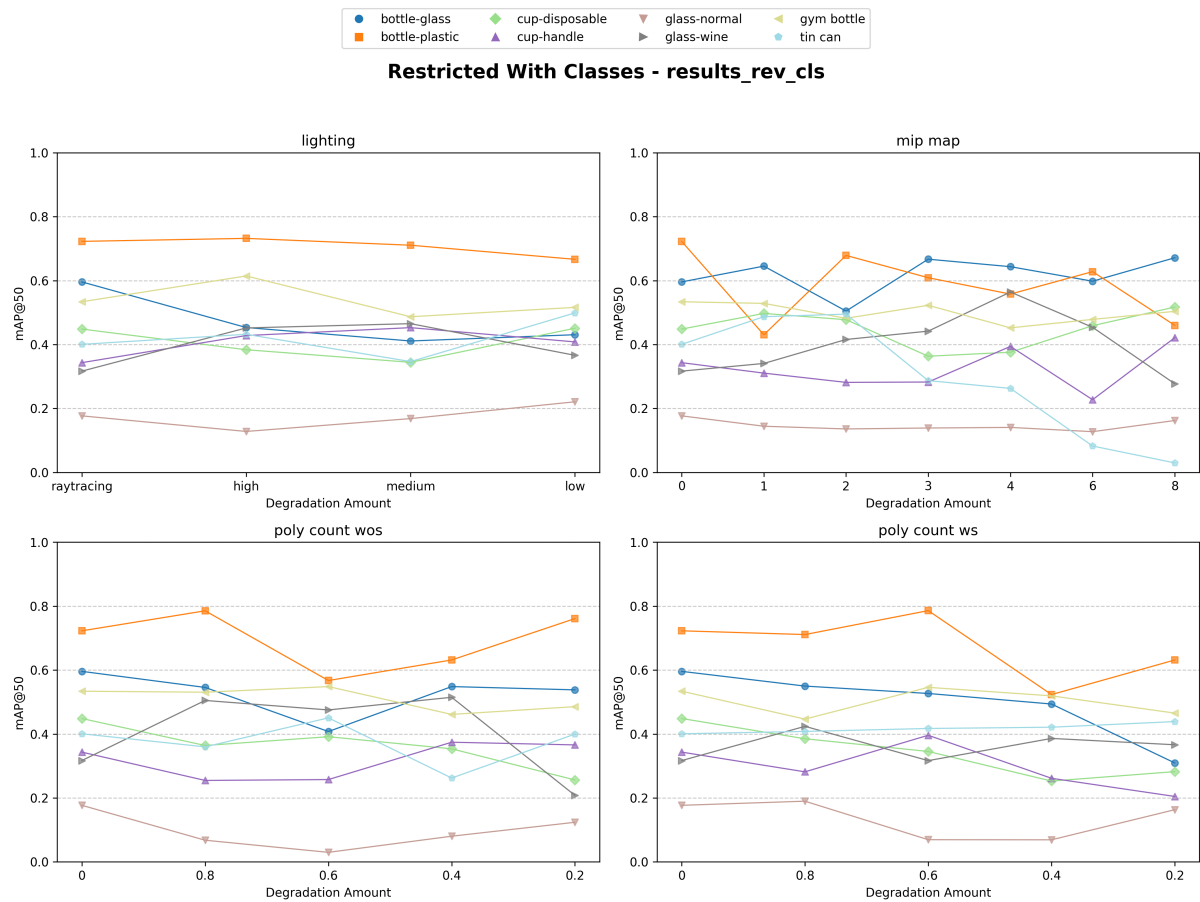 bottle-glass cup-disposable glass-normal gym bottle
bottle-plastic cup-handle glass-wine tin can
Restricted With Classes - results_rev_cls
lighting
mAP@50
1.0
0.8
0.6
0.4
0.2
0.0
raytracing high medium low
Degradation Amount
mip map
mAP@50
1.0
0.8
0.6
0.4
0.2
0.0
0 1 2 3 4 6 8
Degradation Amount
poly count wos
mAP@50
1.0
0.8
0.6
0.4
0.2
0.0
0 0.8 0.6 0.4 0.2
Degradation Amount
poly count ws
mAP@50
1.0
0.8
0.6
0.4
0.2
0.0
0 0.8 0.6 0.4 0.2
Degradation Amount